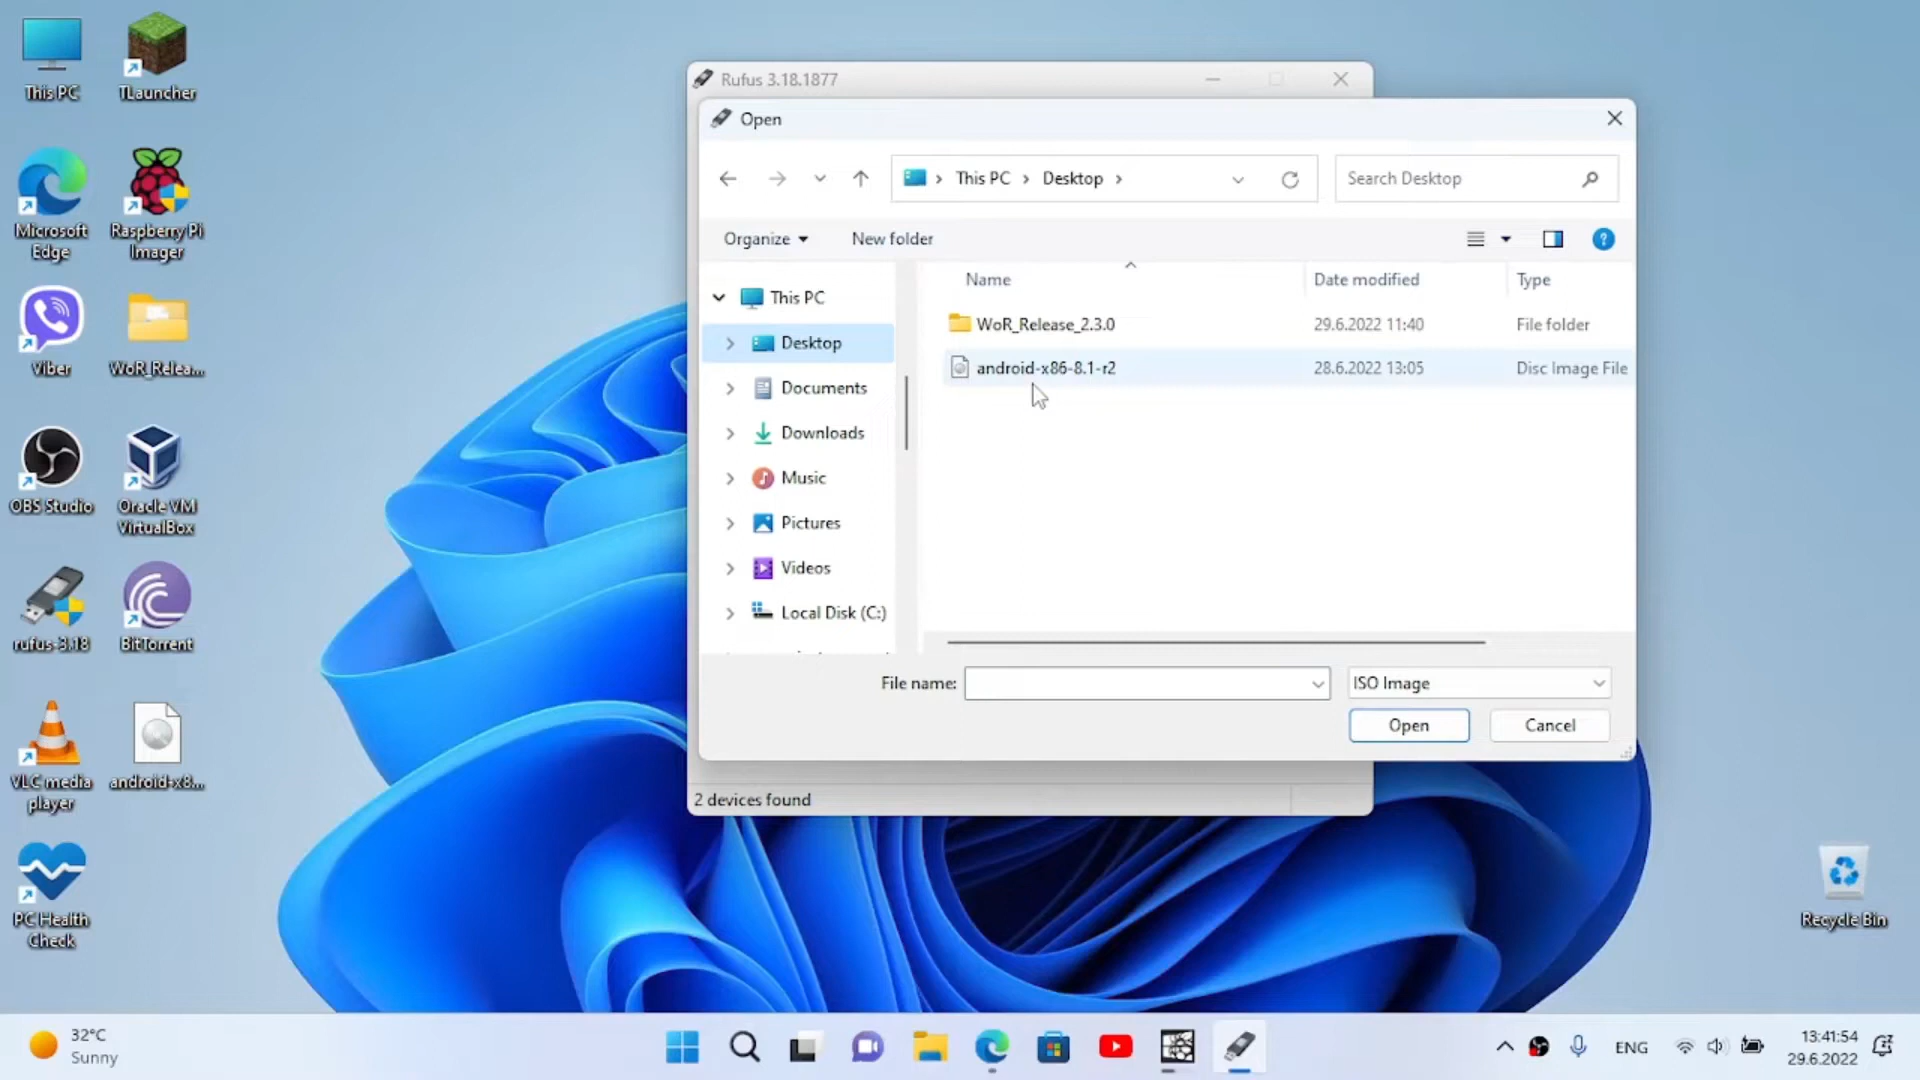 This PC
TLauncher
Microsoft
Edge
Raspberry Pi
Imager
Viber
WoR_Relea...
OBS Studio
Oracle VM
VirtualBox
rufus-3.18
BitTorrent
VLC media
player
android-x8...
PC Health
Check
Rufus 3.18.1877
Open
This PC
Desktop
Search Desktop
Organize
New folder
?
Name
Date modified
Type
This PC
Desktop
Documents
Downloads
Music
Pictures
Videos
Local Disk (C:)
WoR_Release_2.3.0
29.6.2022 11:40
File folder
android-x86-8.1-r2
28.6.2022 13:05
Disc Image File
File name:
ISO Image
Open
Cancel
2 devices found
Recycle Bin
32°C
Sunny
ENG
13:41:54
29.6.2022